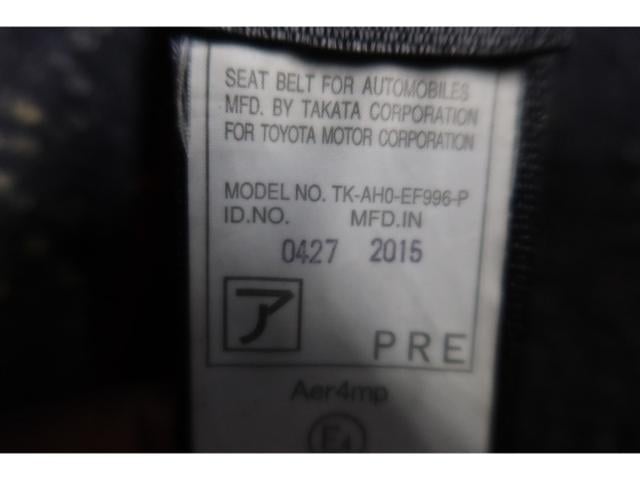 SEAT BELT FOR AUTOMOBILES
MFD. BY TAKATA CORPORATION
FOR TOYOTA MOTOR CORPORATION
MODEL NO. TK-AH0-EF996-P
ID.NO. MFD.IN
0427 2015
ア PRE
Aer4mp
E4